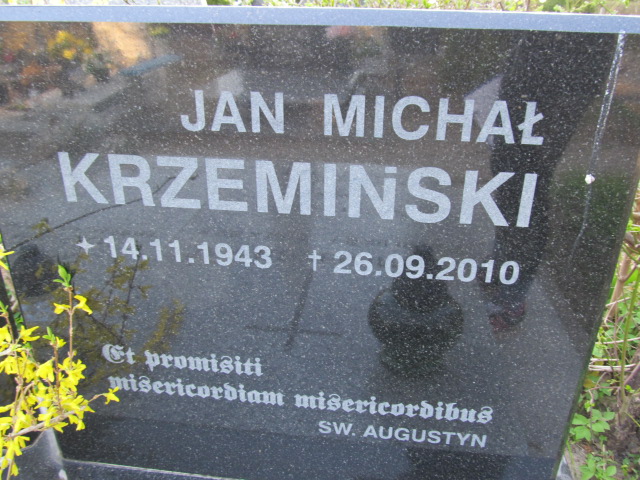 JAN MICHAŁ
KRZEMIŃSKI
✦ 14.11.1943 † 26.09.2010
Et promisiti
misericordiam misericordibus
SW. AUGUSTYN